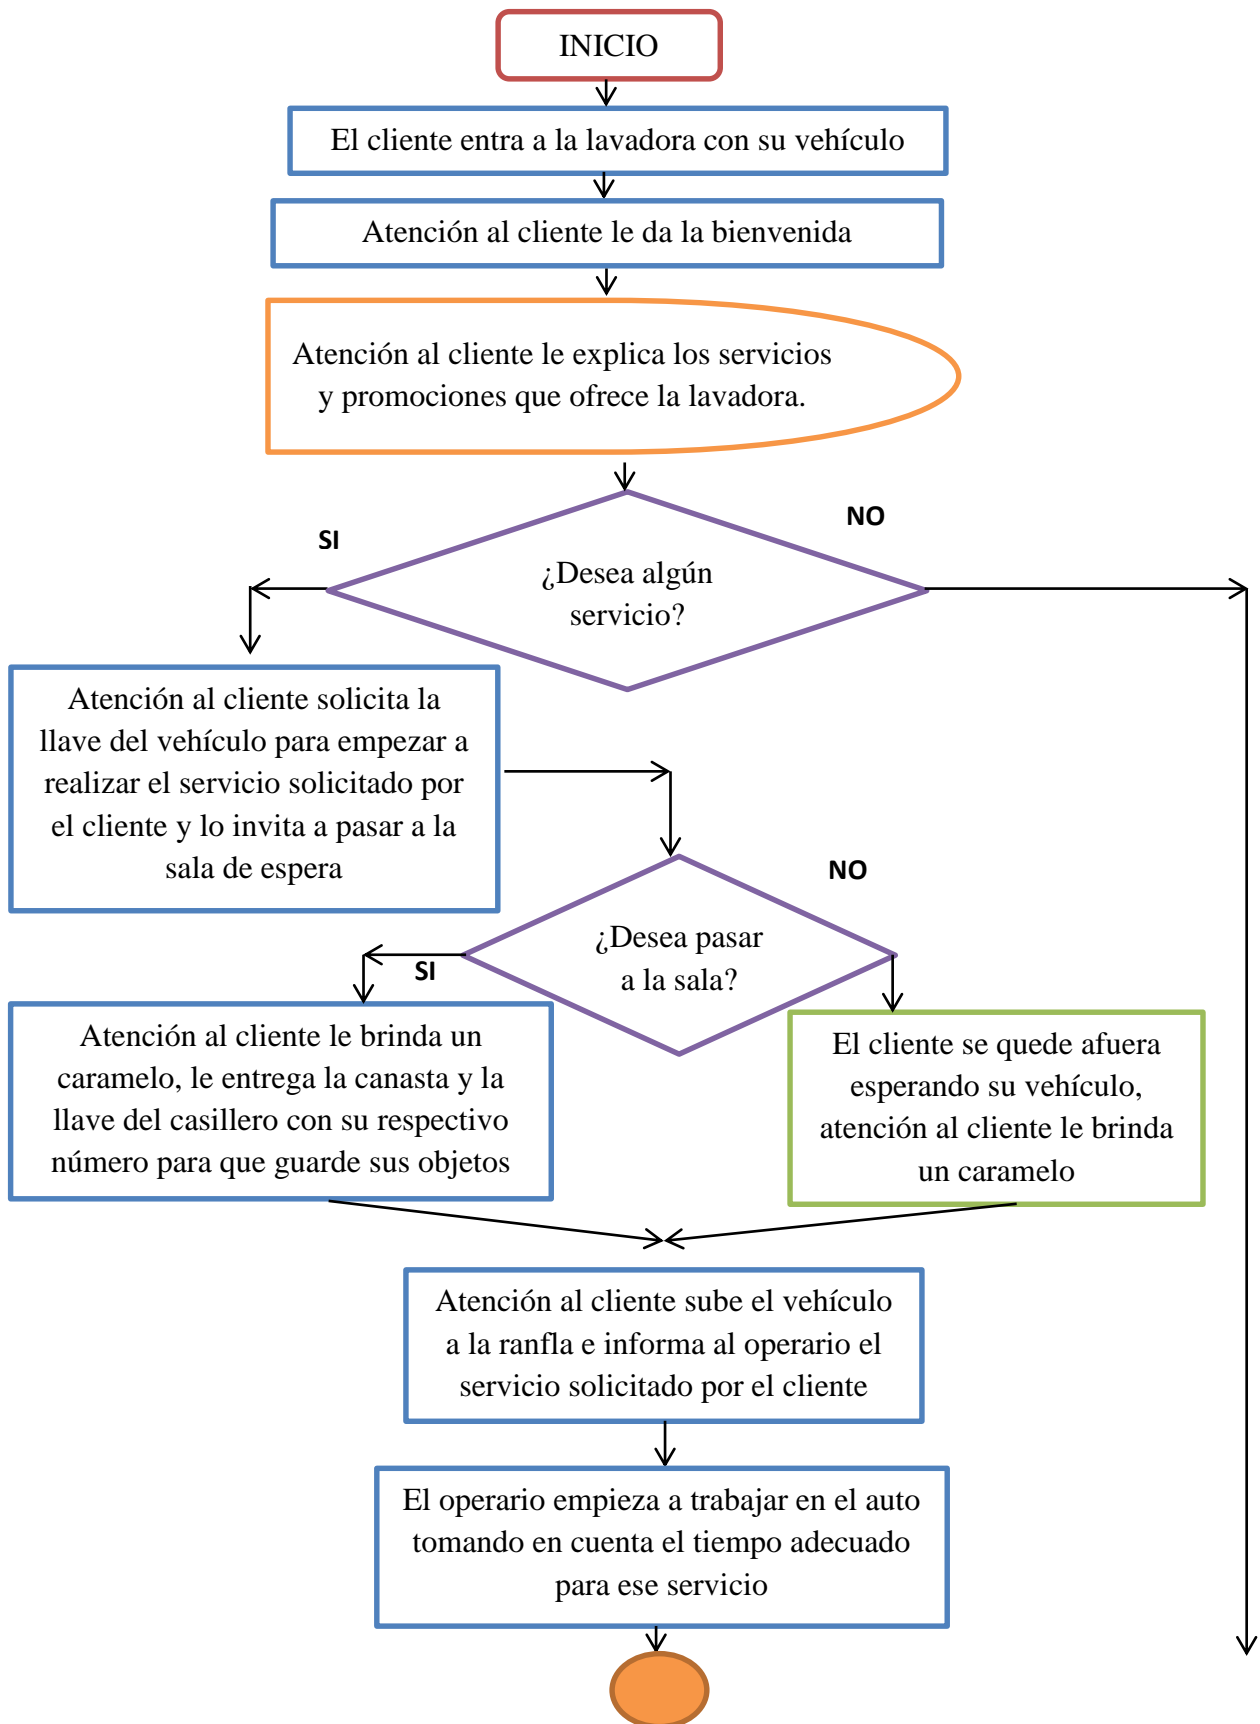 INICIO
El cliente entra a la lavadora con su vehículo
Atención al cliente le da la bienvenida
Atención al cliente le explica los servicios
y promociones que ofrece la lavadora.
NO
SI
¿Desea algún
servicio?
Atención al cliente solicita la
llave del vehículo para empezar a
realizar el servicio solicitado por
el cliente y lo invita a pasar a la
sala de espera
NO
¿Desea pasar
a la sala?
SI
Atención al cliente le brinda un
caramelo, le entrega la canasta y la
llave del casillero con su respectivo
número para que guarde sus objetos
El cliente se quede afuera
esperando su vehículo,
atención al cliente le brinda
un caramelo
Atención al cliente sube el vehículo
a la ranfla e informa al operario el
servicio solicitado por el cliente
El operario empieza a trabajar en el auto
tomando en cuenta el tiempo adecuado
para ese servicio